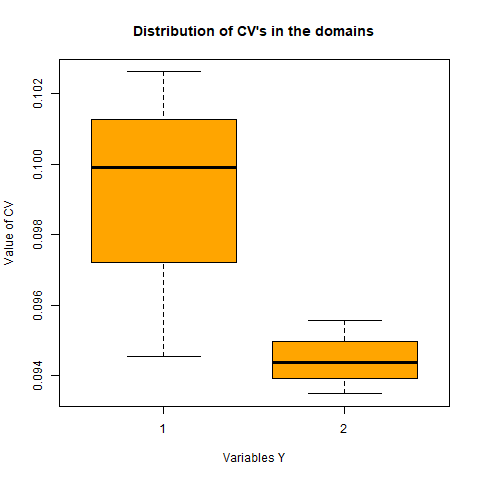 Distribution of CV's in the domains
Value of CV
0.102
0.100
0.098
0.096
0.094
1
2
Variables Y